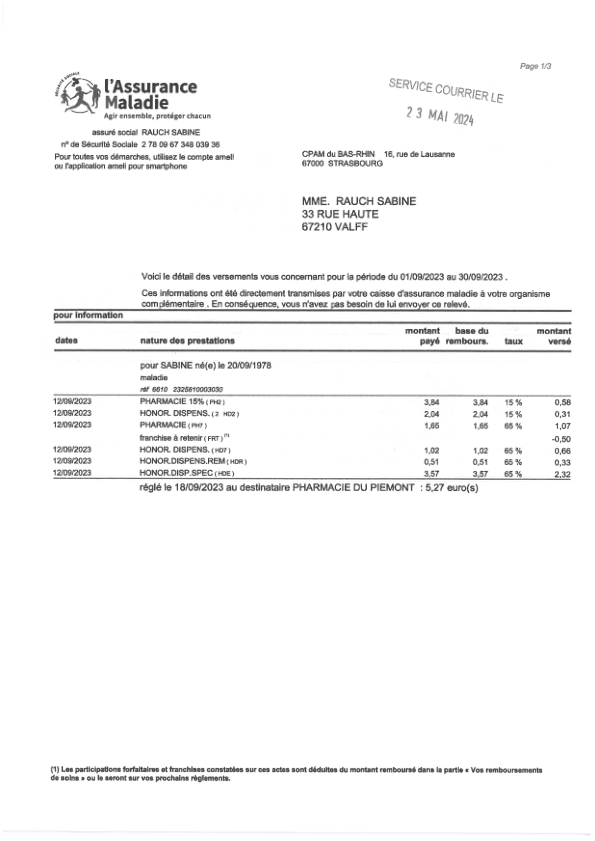 Page 1/3
SÉCURITÉ SOCIALE
l'Assurance
Maladie
Agir ensemble, protéger chacun
SERVICE COURRIER LE
23 MAI 2024
assuré social RAUCH SABINE
n° de Sécurité Sociale 2 78 09 67 348 039 36
Pour toutes vos démarches, utilisez le compte ameli
ou l'application ameli pour smartphone
CPAM du BAS-RHIN 16, rue de Lausanne
67000 STRASBOURG
MME. RAUCH SABINE
33 RUE HAUTE
67210 VALFF
Voici le détail des versements vous concernant pour la période du 01/09/2023 au 30/09/2023 .
Ces informations ont été directement transmises par votre caisse d'assurance maladie à votre organisme
complémentaire . En conséquence, vous n'avez pas besoin de lui envoyer ce relevé.
pour information
dates nature des prestations montant payé base du rembours. taux montant versé
pour SABINE né(e) le 20/09/1978
maladie
réf 6610 2325610003030
12/09/2023 PHARMACIE 15% ( PH2 ) 3,84 3,84 15 % 0,58
12/09/2023 HONOR. DISPENS. ( 2 HD2 ) 2,04 2,04 15 % 0,31
12/09/2023 PHARMACIE ( PH7 ) 1,65 1,65 65 % 1,07
franchise à retenir ( FRT ) (1) -0,50
12/09/2023 HONOR. DISPENS. ( HD7 ) 1,02 1,02 65 % 0,66
12/09/2023 HONOR.DISPENS.REM ( HDR ) 0,51 0,51 65 % 0,33
12/09/2023 HONOR.DISP.SPEC ( HDE ) 3,57 3,57 65 % 2,32
réglé le 18/09/2023 au destinataire PHARMACIE DU PIEMONT : 5,27 euro(s)
(1) Les participations forfaitaires et franchises constatées sur ces actes sont déduites du montant remboursé dans la partie « Vos remboursements
de soins » ou le seront sur vos prochains règlements.